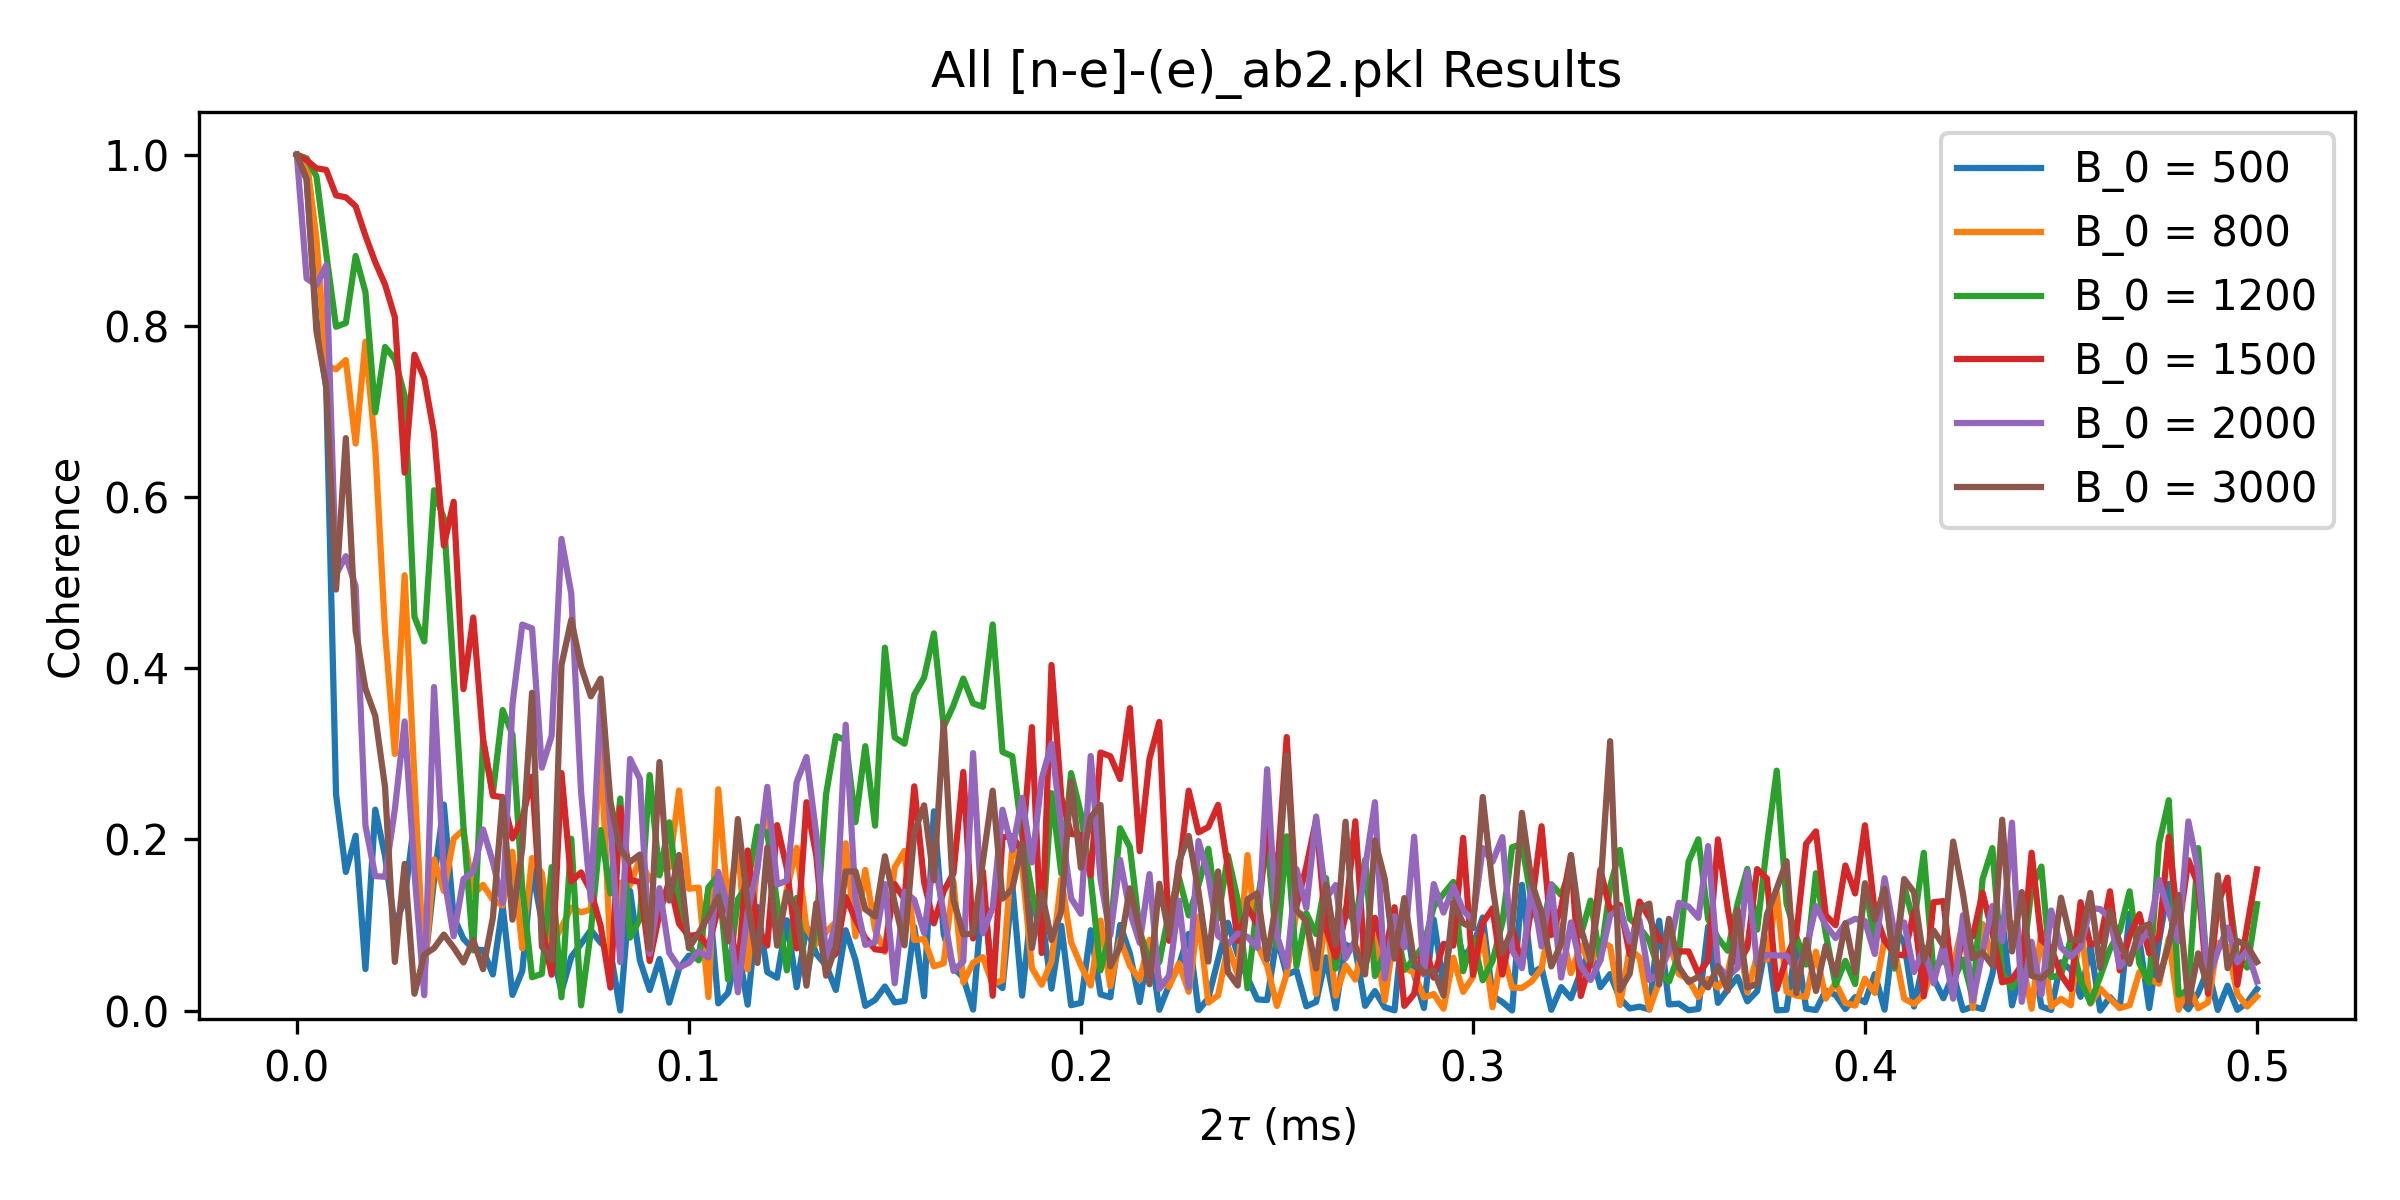 All [n-e]-(e)_ab2.pkl Results
1.0
0.8
0.6
0.4
0.2
0.0
Coherence
B_0 = 500
B_0 = 800
B_0 = 1200
B_0 = 1500
B_0 = 2000
B_0 = 3000
0.0 0.1 0.2 0.3 0.4 0.5
2τ (ms)